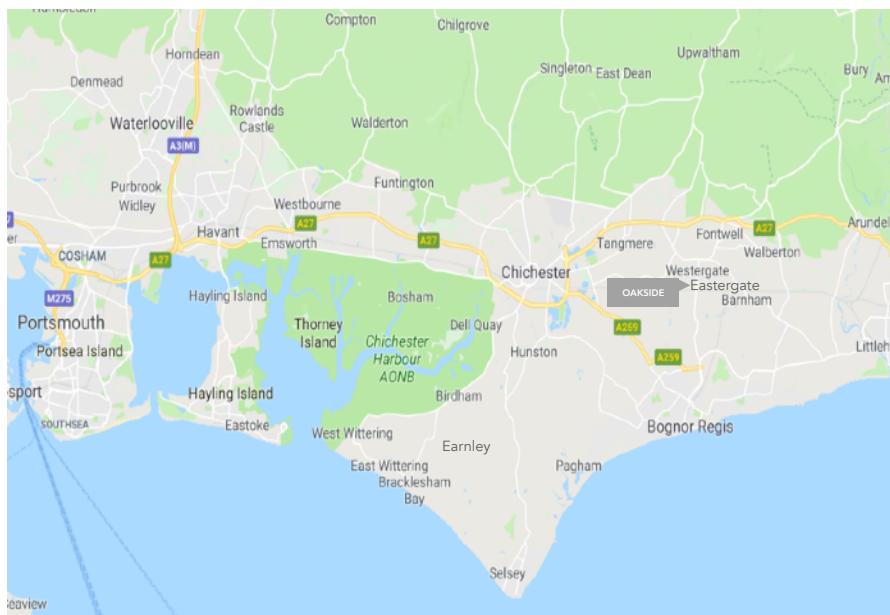 Compton
Chilgrove
Horndean
Upwaltham
Singleton
East Dean
Bury
Denmead
Rowlands
Castle
Waterlooville
Walderton
A3(M)
Funtington
Purbrook
Widley
Westbourne
Havant
A27
Emsworth
A27
Tangmere
Fontwell
A27
Arundel
Walberton
COSHAM
A27
Chichester
Westergate
Eastergate
OAKSIDE
Barnham
M275
Hayling Island
Bosham
Portsmouth
Thorney
Island
Dell Quay
A259
Portsea Island
Chichester
Harbour
AONB
Hunston
A259
Hayling Island
Birdham
SOUTHSEA
Eastoke
West Wittering
Bognor Regis
Earnley
East Wittering
Bracklesham
Bay
Pagham
Selsey